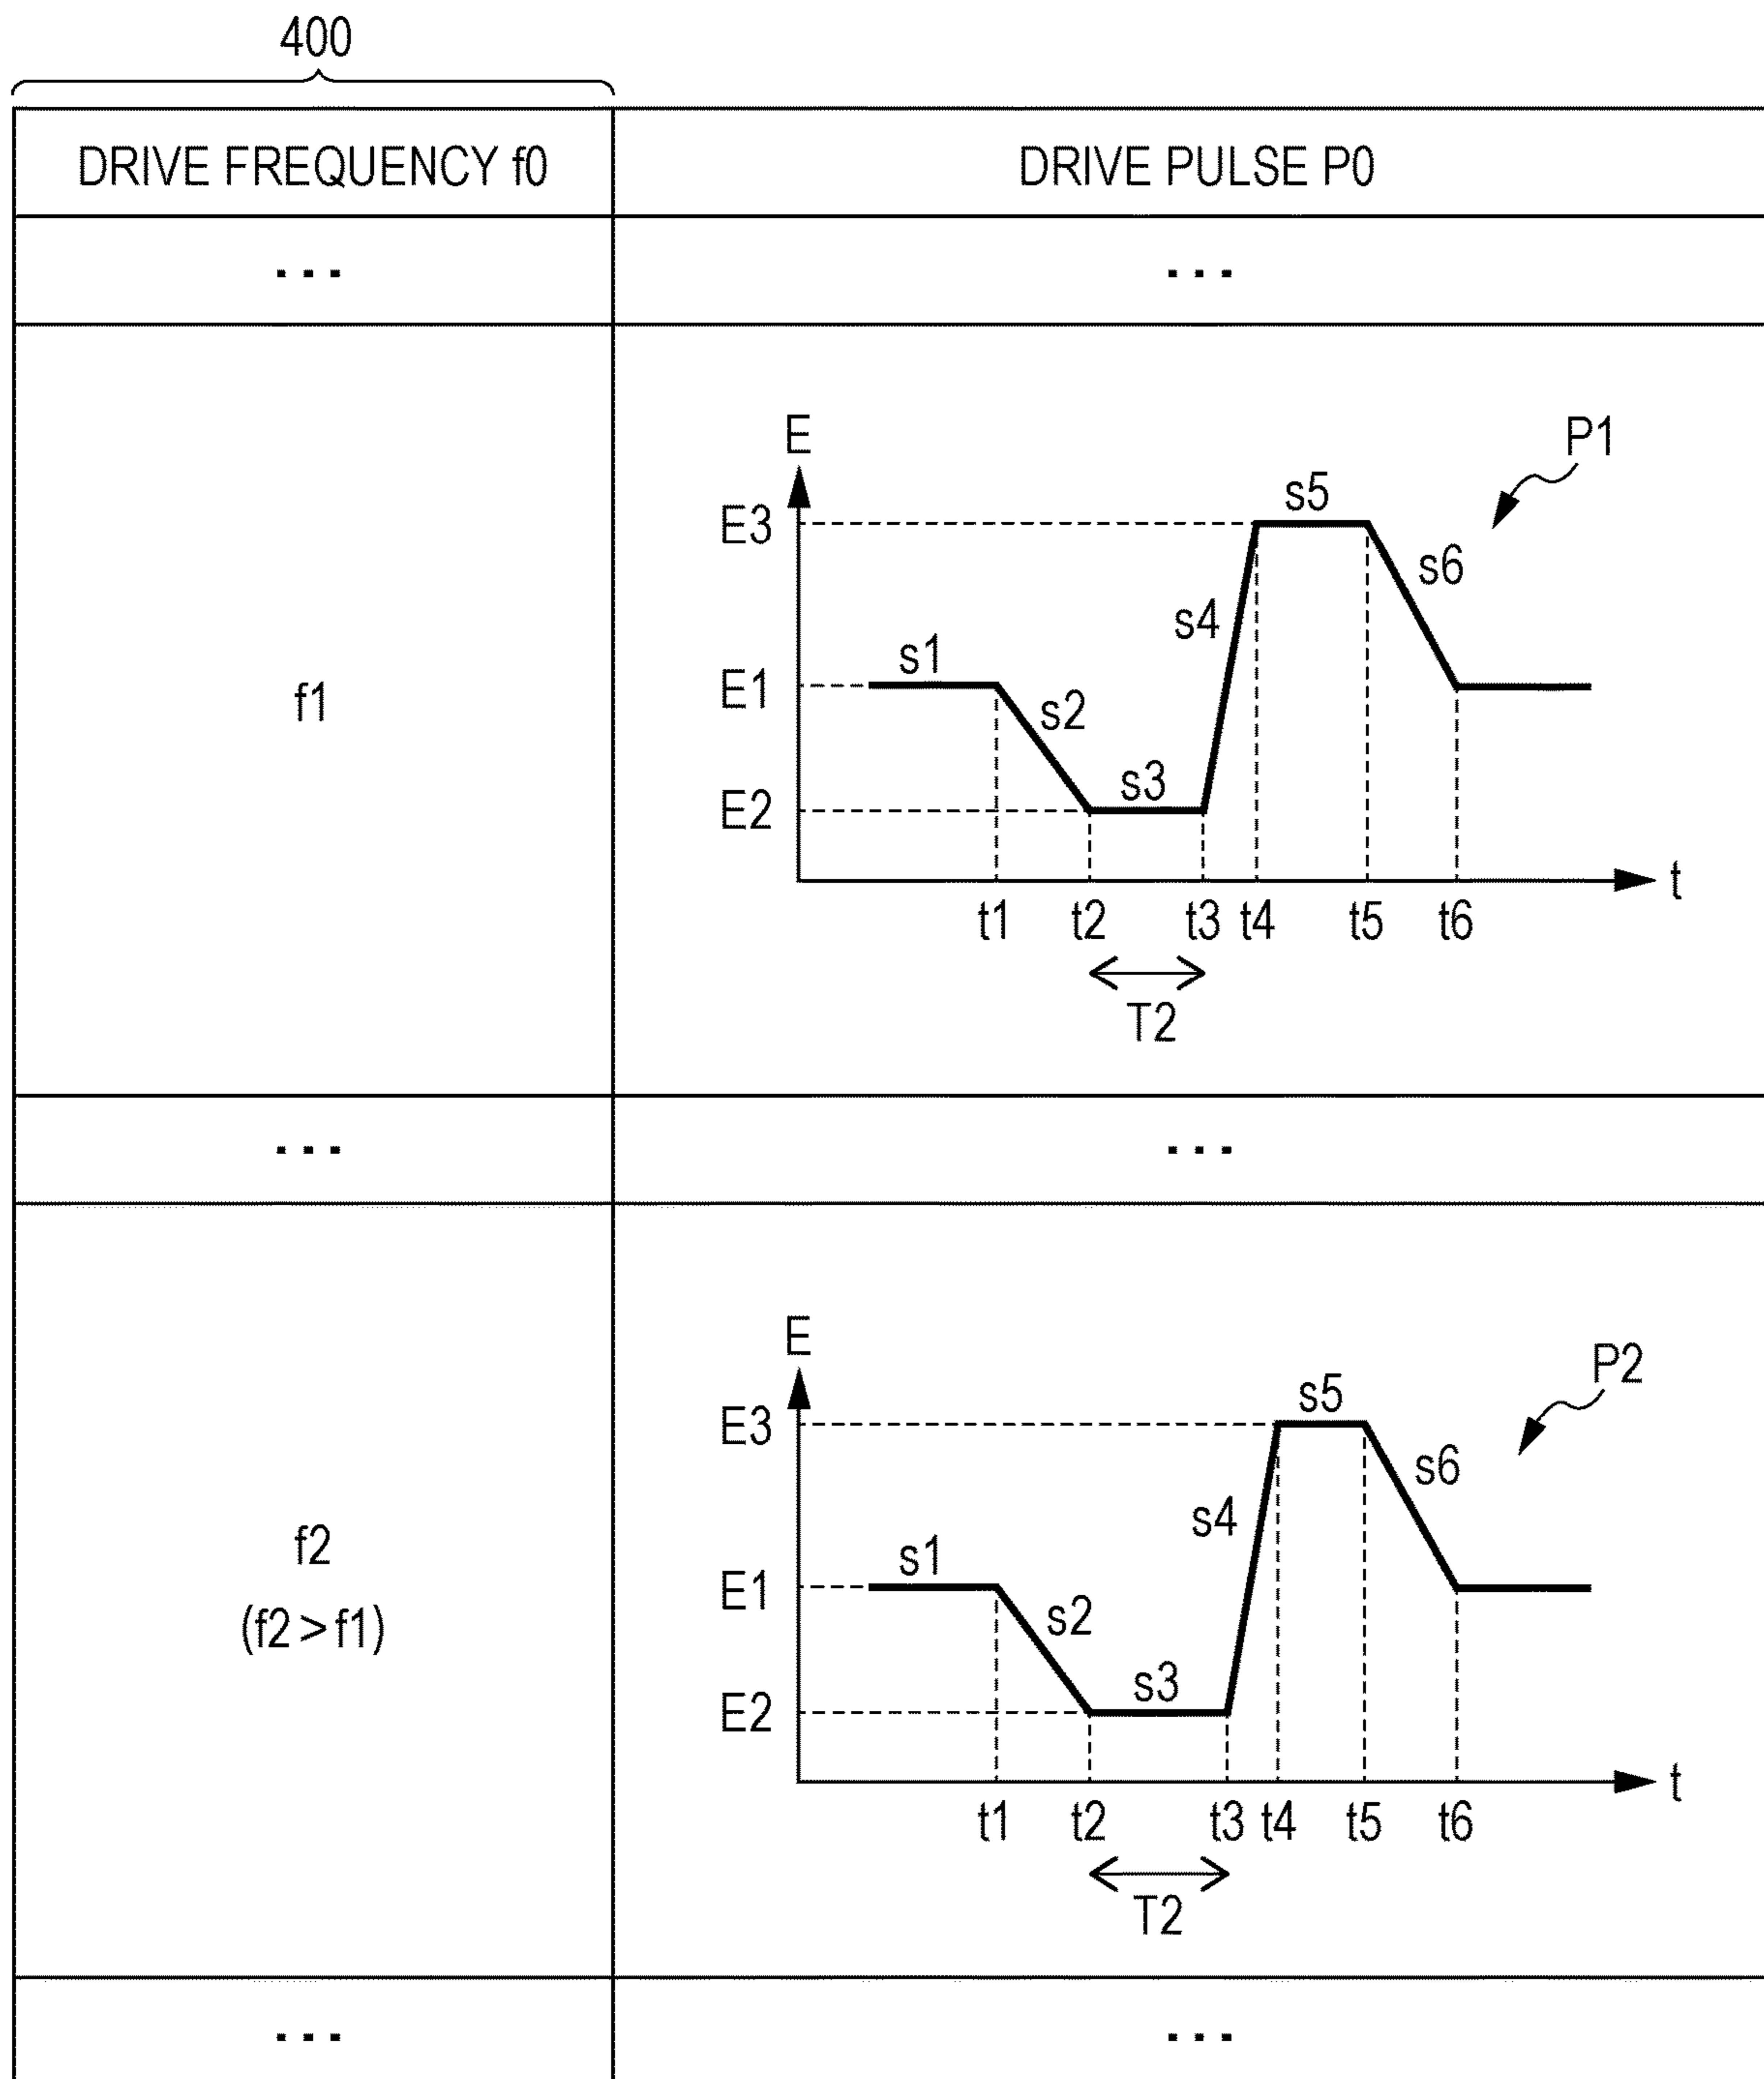 400
DRIVE FREQUENCY f0
DRIVE PULSE P0
...
...
f1
E
P1
E3
s5
s6
s4
E1
s1
s2
E2
s3
t
t1 t2 t3 t4 t5 t6
T2
...
...
f2
(f2 > f1)
E
P2
E3
s5
s6
s4
E1
s1
s2
E2
s3
t
t1 t2 t3 t4 t5 t6
T2
...
...